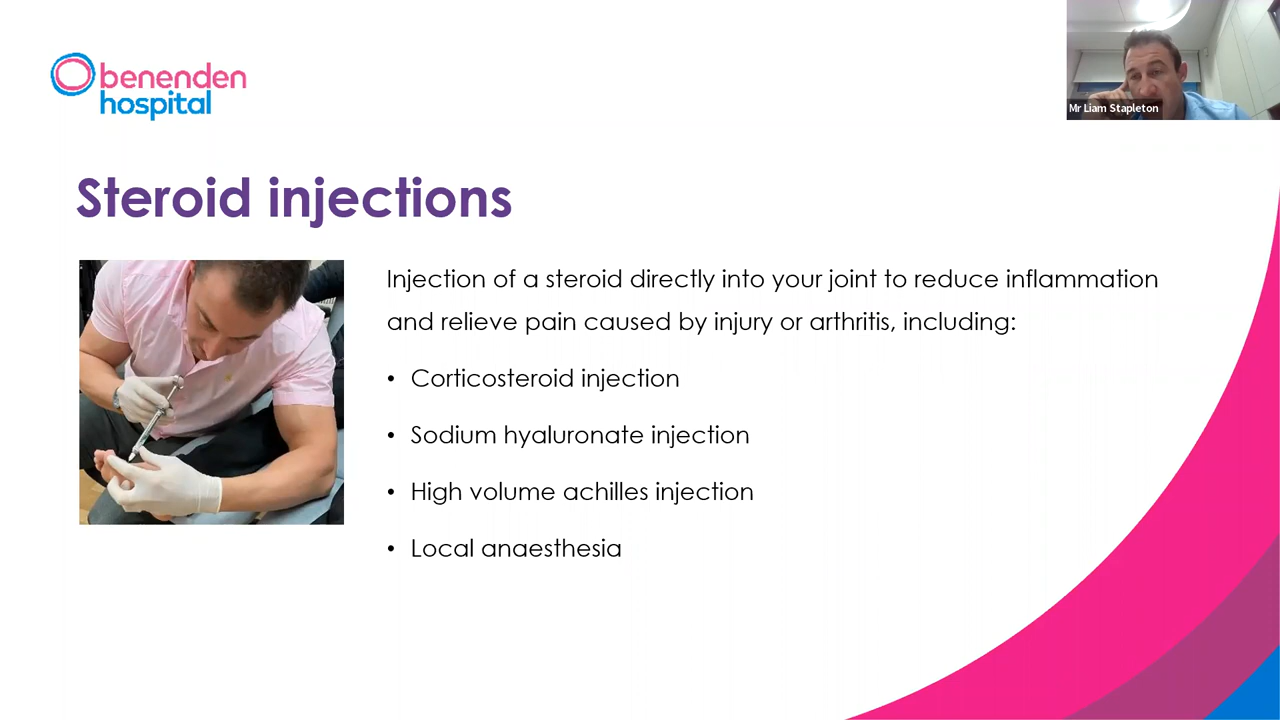 benenden
hospital
Mr Liam Stapleton
Steroid injections
Injection of a steroid directly into your joint to reduce inflammation
and relieve pain caused by injury or arthritis, including:
• Corticosteroid injection
• Sodium hyaluronate injection
• High volume achilles injection
• Local anaesthesia